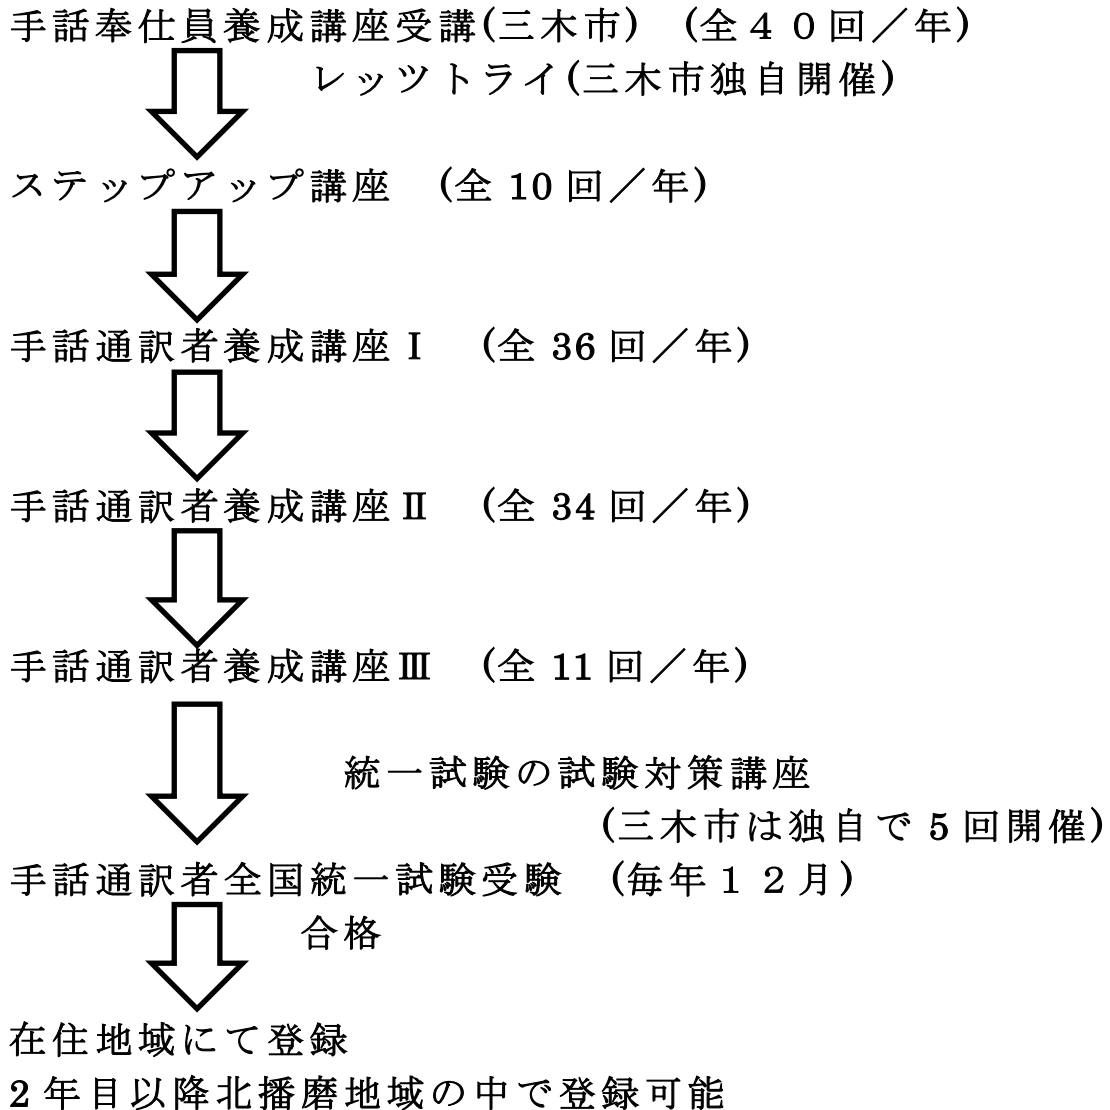 手話奉仕員養成講座受講(三木市) (全40回／年)
レッツトライ(三木市独自開催)
ステップアップ講座 (全 10 回／年)
手話通訳者養成講座Ⅰ (全 36 回／年)
手話通訳者養成講座Ⅱ (全 34 回／年)
手話通訳者養成講座Ⅲ (全 11 回／年)
統一試験の試験対策講座
(三木市は独自で 5 回開催)
手話通訳者全国統一試験受験 (毎年12月)
合格
在住地域にて登録
2 年目以降北播磨地域の中で登録可能